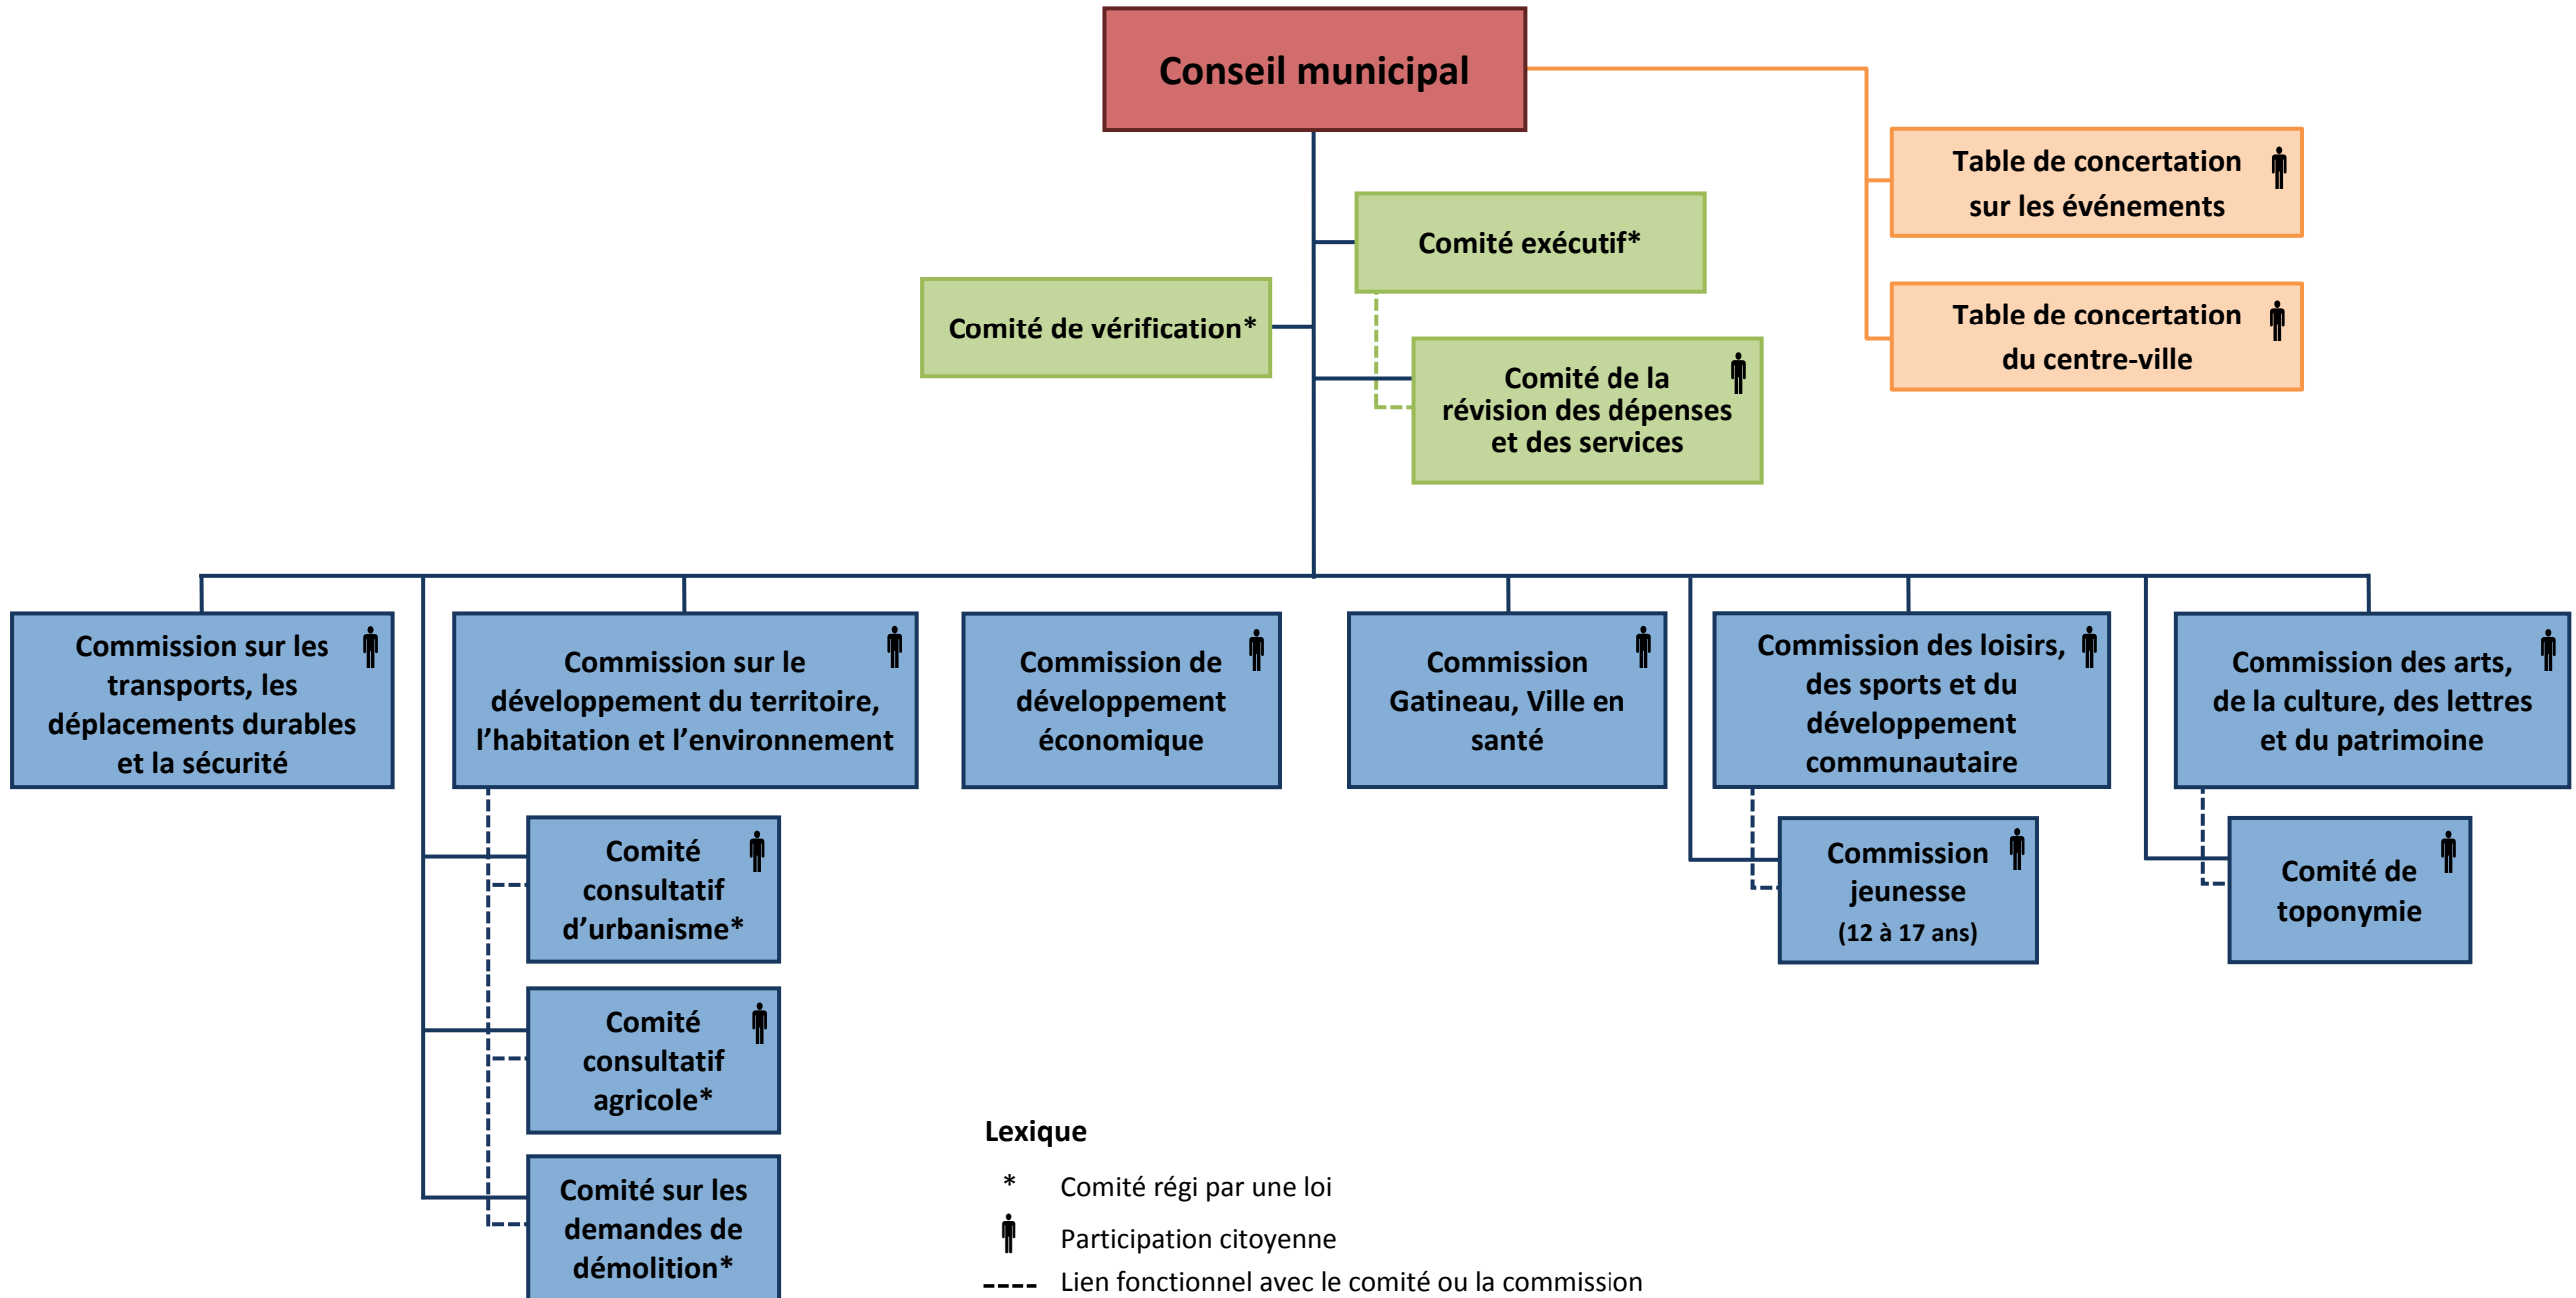 Conseil municipal
Table de concertation
sur les événements
Comité exécutif*
Comité de vérification*
Table de concertation
du centre-ville
Comité de la
révision des dépenses
et des services
Commission sur les
transports, les
déplacements durables
et la sécurité
Commission sur le
développement du territoire,
l’habitation et l’environnement
Commission de
développement
économique
Commission
Gatineau, Ville en
santé
Commission des loisirs,
des sports et du
développement
communautaire
Commission des arts,
de la culture, des lettres
et du patrimoine
Comité
consultatif
d’urbanisme*
Commission
jeunesse
(12 à 17 ans)
Comité de
toponymie
Comité
consultatif
agricole*
Comité sur les
demandes de
démolition*
Lexique
* Comité régi par une loi
Participation citoyenne
---- Lien fonctionnel avec le comité ou la commission